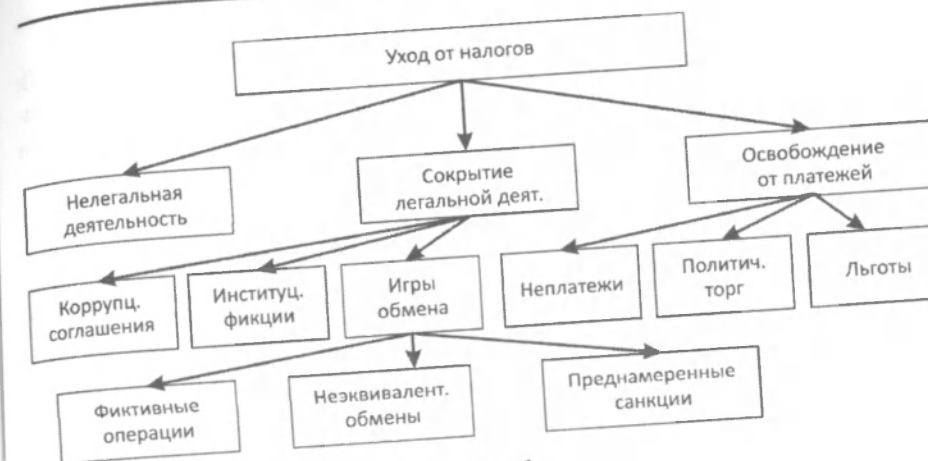 Уход от налогов
Нелегальная
деятельность
Сокрытие
легальной деят.
Освобождение
от платежей
Коррупц.
соглашения
Институц.
фикции
Игры
обмена
Неплатежи
Политич.
торг
Льготы
Фиктивные
операции
Неэквивалент.
обмены
Преднамеренные
санкции